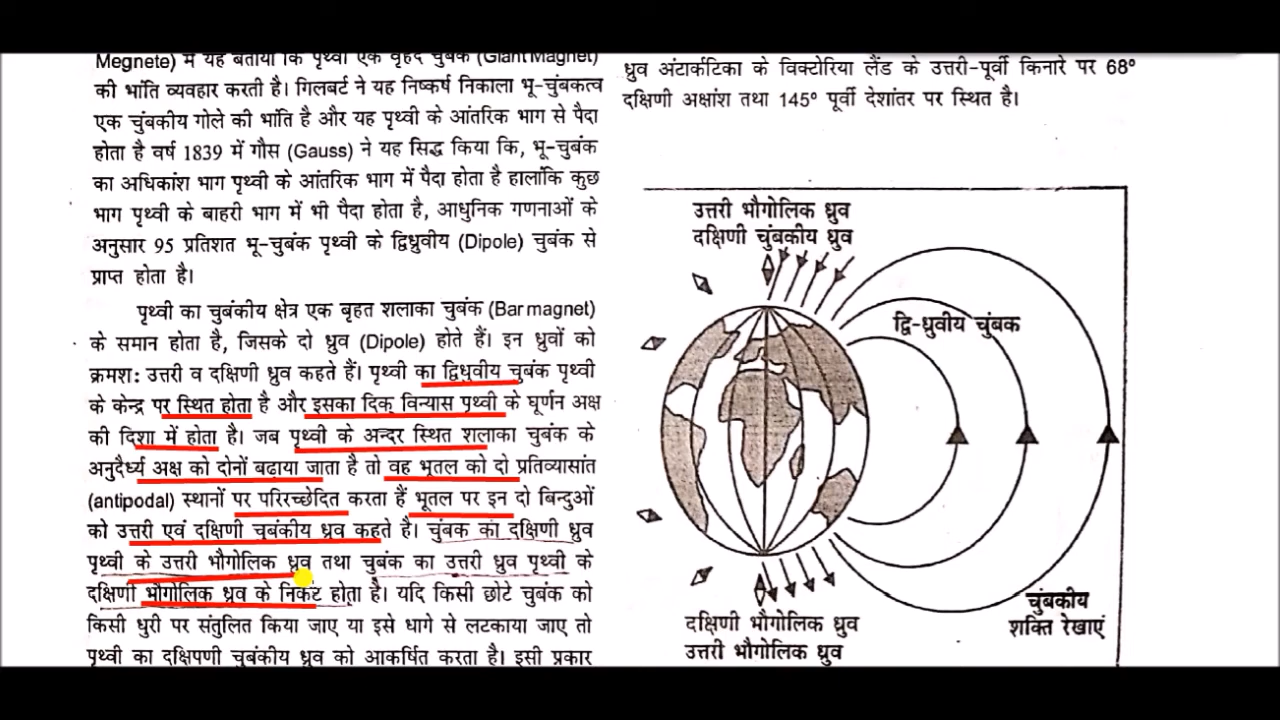 Megnete) में यह बताया कि पृथ्वी एक वृहद चुंबक (Giant Magnet)
की भांति व्यवहार करती है। गिलबर्ट ने यह निष्कर्ष निकाला भू-चुंबकत्व
एक चुंबकीय गोले की भांति है और यह पृथ्वी के आंतरिक भाग से पैदा
होता है वर्ष 1839 में गौस (Gauss) ने यह सिद्ध किया कि, भू-चुबंक
का अधिकांश भाग पृथ्वी के आंतरिक भाग में पैदा होता है हालांकि कुछ
भाग पृथ्वी के बाहरी भाग में भी पैदा होता है, आधुनिक गणनाओं के
अनुसार 95 प्रतिशत भू-चुबंक पृथ्वी के द्विध्रुवीय (Dipole) चुबंक से
प्राप्त होता है।
पृथ्वी का चुबंकीय क्षेत्र एक बृहत शलाका चुबंक (Bar magnet)
के समान होता है, जिसके दो ध्रुव (Dipole) होते हैं। इन ध्रुवों को
क्रमश: उत्तरी व दक्षिणी ध्रुव कहते हैं। पृथ्वी का द्विधुवीय चुबंक पृथ्वी
के केन्द्र पर स्थित होता है और इसका दिक् विन्यास पृथ्वी के घूर्णन अक्ष
की दिशा में होता है। जब पृथ्वी के अन्दर स्थित शलाका चुबंक के
अनुदैर्ध्य अक्ष को दोनों बढ़ाया जाता है तो वह भूतल को दो प्रतिव्यासांत
(antipodal) स्थानों पर परिरच्छेदित करता हैं भूतल पर इन दो बिन्दुओं
को उत्तरी एवं दक्षिणी चुबंकीय ध्रुव कहते है। चुंबक का दक्षिणी ध्रुव
पृथ्वी के उत्तरी भौगोलिक ध्रुव तथा चुबंक का उत्तरी ध्रुव पृथ्वी के
दक्षिणी भौगोलिक ध्रुव के निकट होता है। यदि किसी छोटे चुबंक को
किसी धुरी पर संतुलित किया जाए या इसे धागे से लटकाया जाए तो
पृथ्वी का दक्षिपणी चुबंकीय ध्रुव को आकर्षित करता है। इसी प्रकार
ध्रुव अंटार्कटिका के विक्टोरिया लैंड के उत्तरी-पूर्वी किनारे पर 68°
दक्षिणी अक्षांश तथा 145° पूर्वी देशांतर पर स्थित है।
उत्तरी भौगोलिक ध्रुव
दक्षिणी चुंबकीय ध्रुव
द्वि-ध्रुवीय चुंबक
चुंबकीय
शक्ति रेखाएं
दक्षिणी भौगोलिक ध्रुव
उत्तरी भौगोलिक ध्रुव